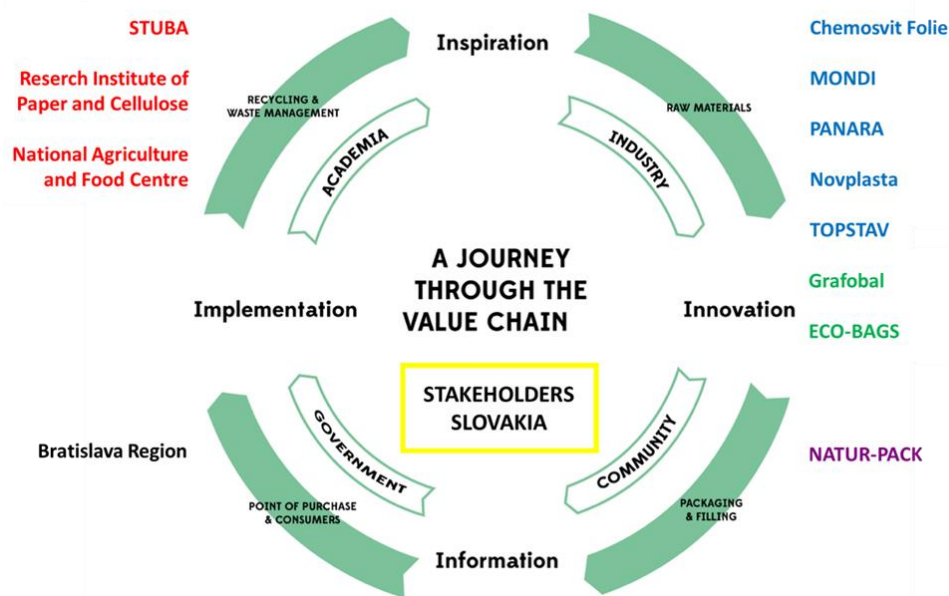 STUBA
Reserch Institute of
Paper and Cellulose
National Agriculture
and Food Centre
Inspiration
Chemosvit Folie
MONDI
PANARA
Novplasta
TOPSTAV
Grafobal
ECO-BAGS
RECYCLING &
WASTE MANAGEMENT
RAW MATERIALS
ACADEMIA
INDUSTRY
A JOURNEY
THROUGH THE
VALUE CHAIN
Implementation
Innovation
STAKEHOLDERS
SLOVAKIA
GOVERNMENT
COMMUNITY
Bratislava Region
NATUR-PACK
POINT OF PURCHASE
& CONSUMERS
PACKAGING
& FILLING
Information